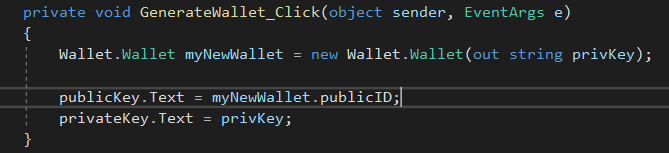 private void GenerateWallet_Click(object sender, EventArgs e)
{
Wallet.Wallet myNewWallet = new Wallet.Wallet(out string privKey);
publicKey.Text = myNewWallet.publicID;
privateKey.Text = privKey;
}